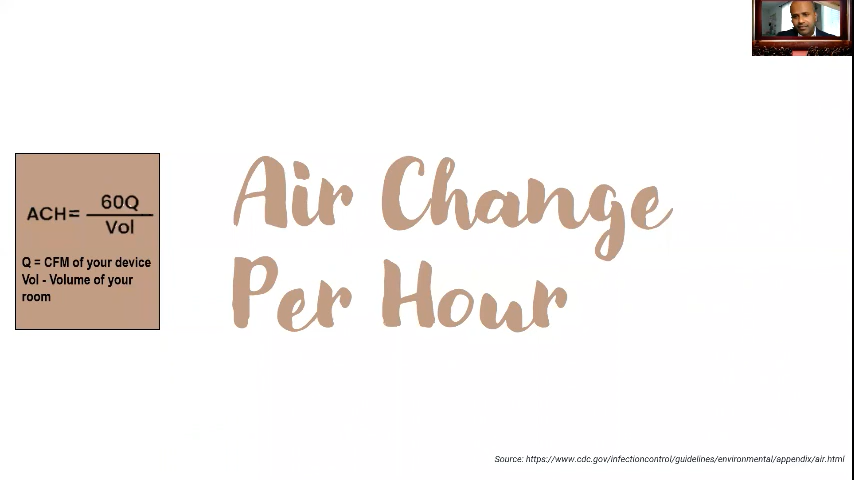 ACH= 60Q
Vol
Q = CFM of your device
Vol - Volume of your
room
Air Change
Per Hour
Source: https://www.cdc.gov/infectioncontrol/guidelines/environmental/appendix/air.html